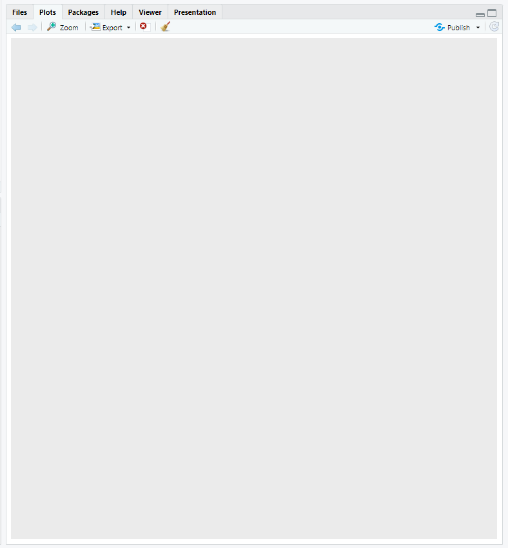 Files Plots Packages Help Viewer Presentation
Zoom Export Publish